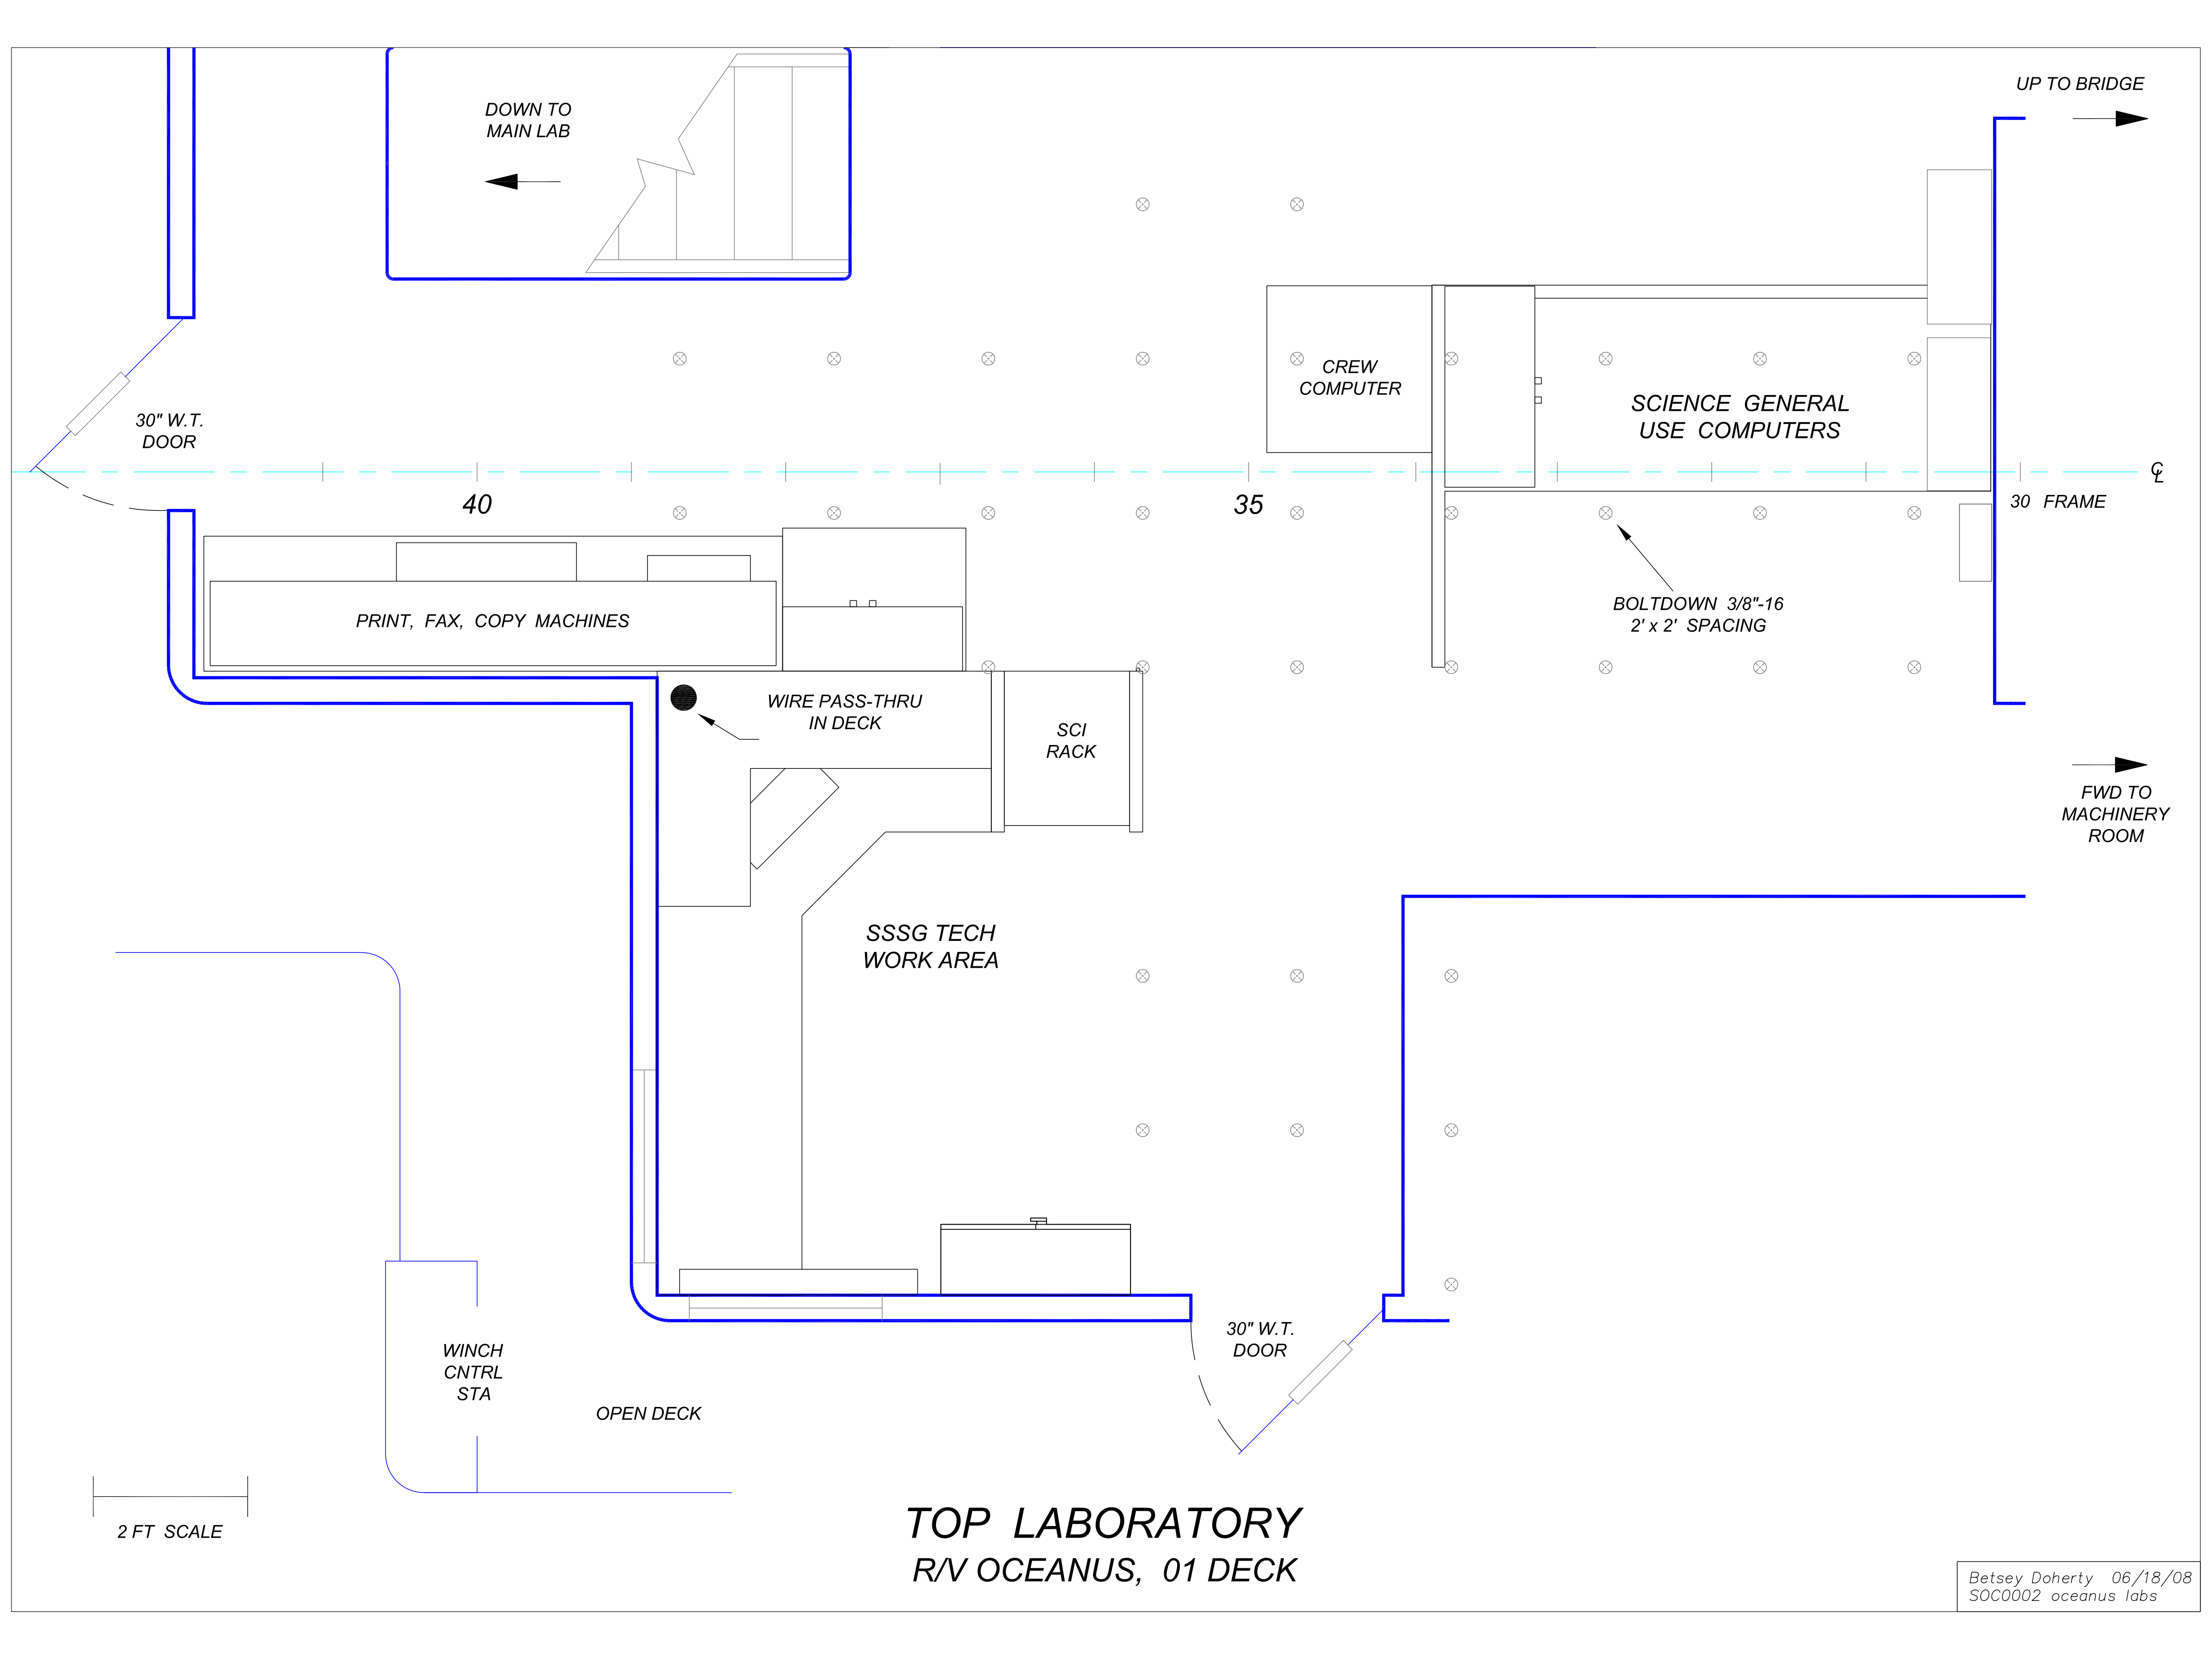 UP TO BRIDGE
DOWN TO
MAIN LAB
CREW
COMPUTER
SCIENCE GENERAL
USE COMPUTERS
30" W.T.
DOOR
℄
40
35
30 FRAME
BOLTDOWN 3/8"-16
2' x 2' SPACING
PRINT, FAX, COPY MACHINES
WIRE PASS-THRU
IN DECK
SCI
RACK
FWD TO
MACHINERY
ROOM
SSSG TECH
WORK AREA
30" W.T.
DOOR
WINCH
CNTRL
STA
OPEN DECK
2 FT SCALE
TOP LABORATORY
R/V OCEANUS, 01 DECK
Betsey Doherty 06/18/08
SOC0002 oceanus labs